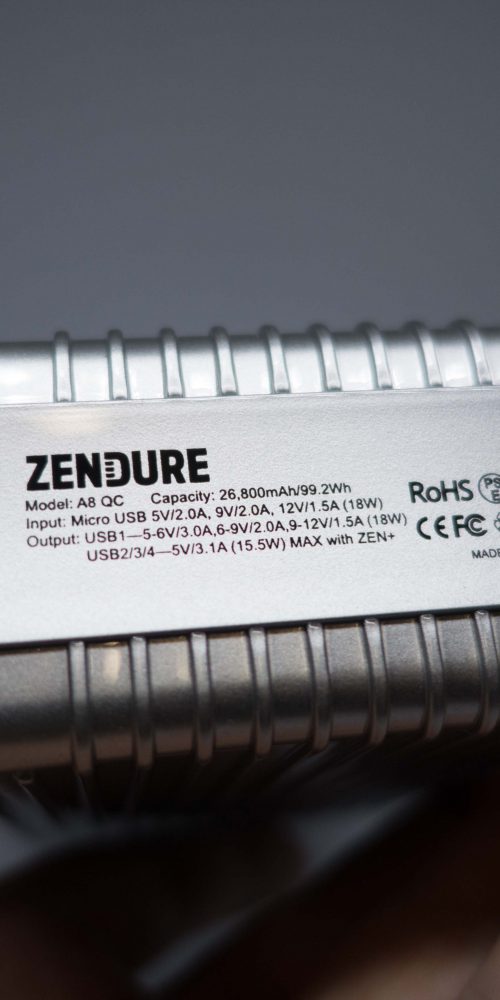 ZENDURE
Model: A8 QC Capacity: 26,800mAh/99.2Wh
Input: Micro USB 5V/2.0A, 9V/2.0A, 12V/1.5A (18W)
Output: USB1—5-6V/3.0A,6-9V/2.0A,9-12V/1.5A (18W)
USB2/3/4—5V/3.1A (15.5W) MAX with ZEN+
RoHS PS E
CE FC
MADE